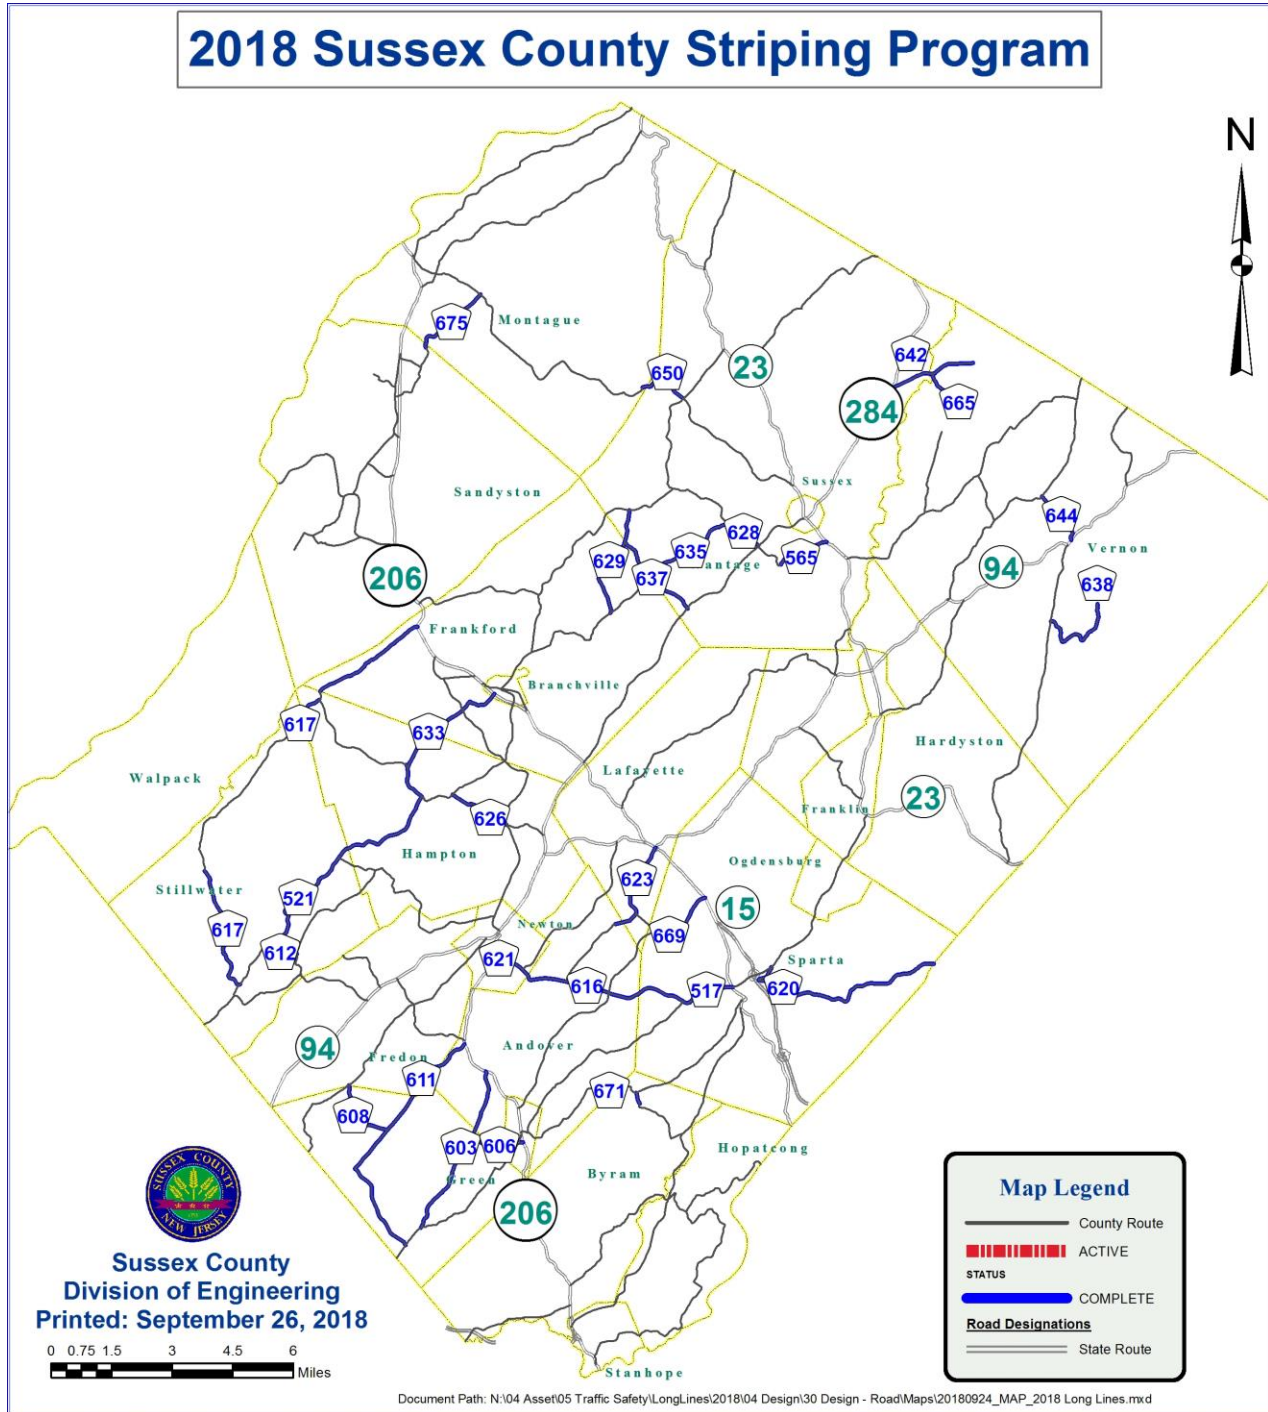 2018 Sussex County Striping Program
N
675
Montague
650
23
642
284
665
Sandyston
Sussex
644
94
Vernon
638
628
635
565
629
637
antage
206
Frankford
Branchville
617
633
Walpack
Lafayette
Hardyston
23
Franklin
626
Hampton
Ogdensburg
623
Stillwater
521
15
617
612
Newton
669
621
616
517
Sparta
620
94
Andover
Fredon
611
671
608
603
606
Hopatcong
Byram
Green
206
Stanhope
SUSSEX COUNTY
NEW JERSEY
Sussex County
Division of Engineering
Printed: September 26, 2018
0 0.75 1.5 3 4.5 6
Miles
Map Legend
County Route
ACTIVE
STATUS
COMPLETE
Road Designations
State Route
Document Path: N:\04 Asset\05 Traffic Safety\LongLines\2018\04 Design\30 Design - Road\Maps\20180924_MAP_2018 Long Lines.mxd